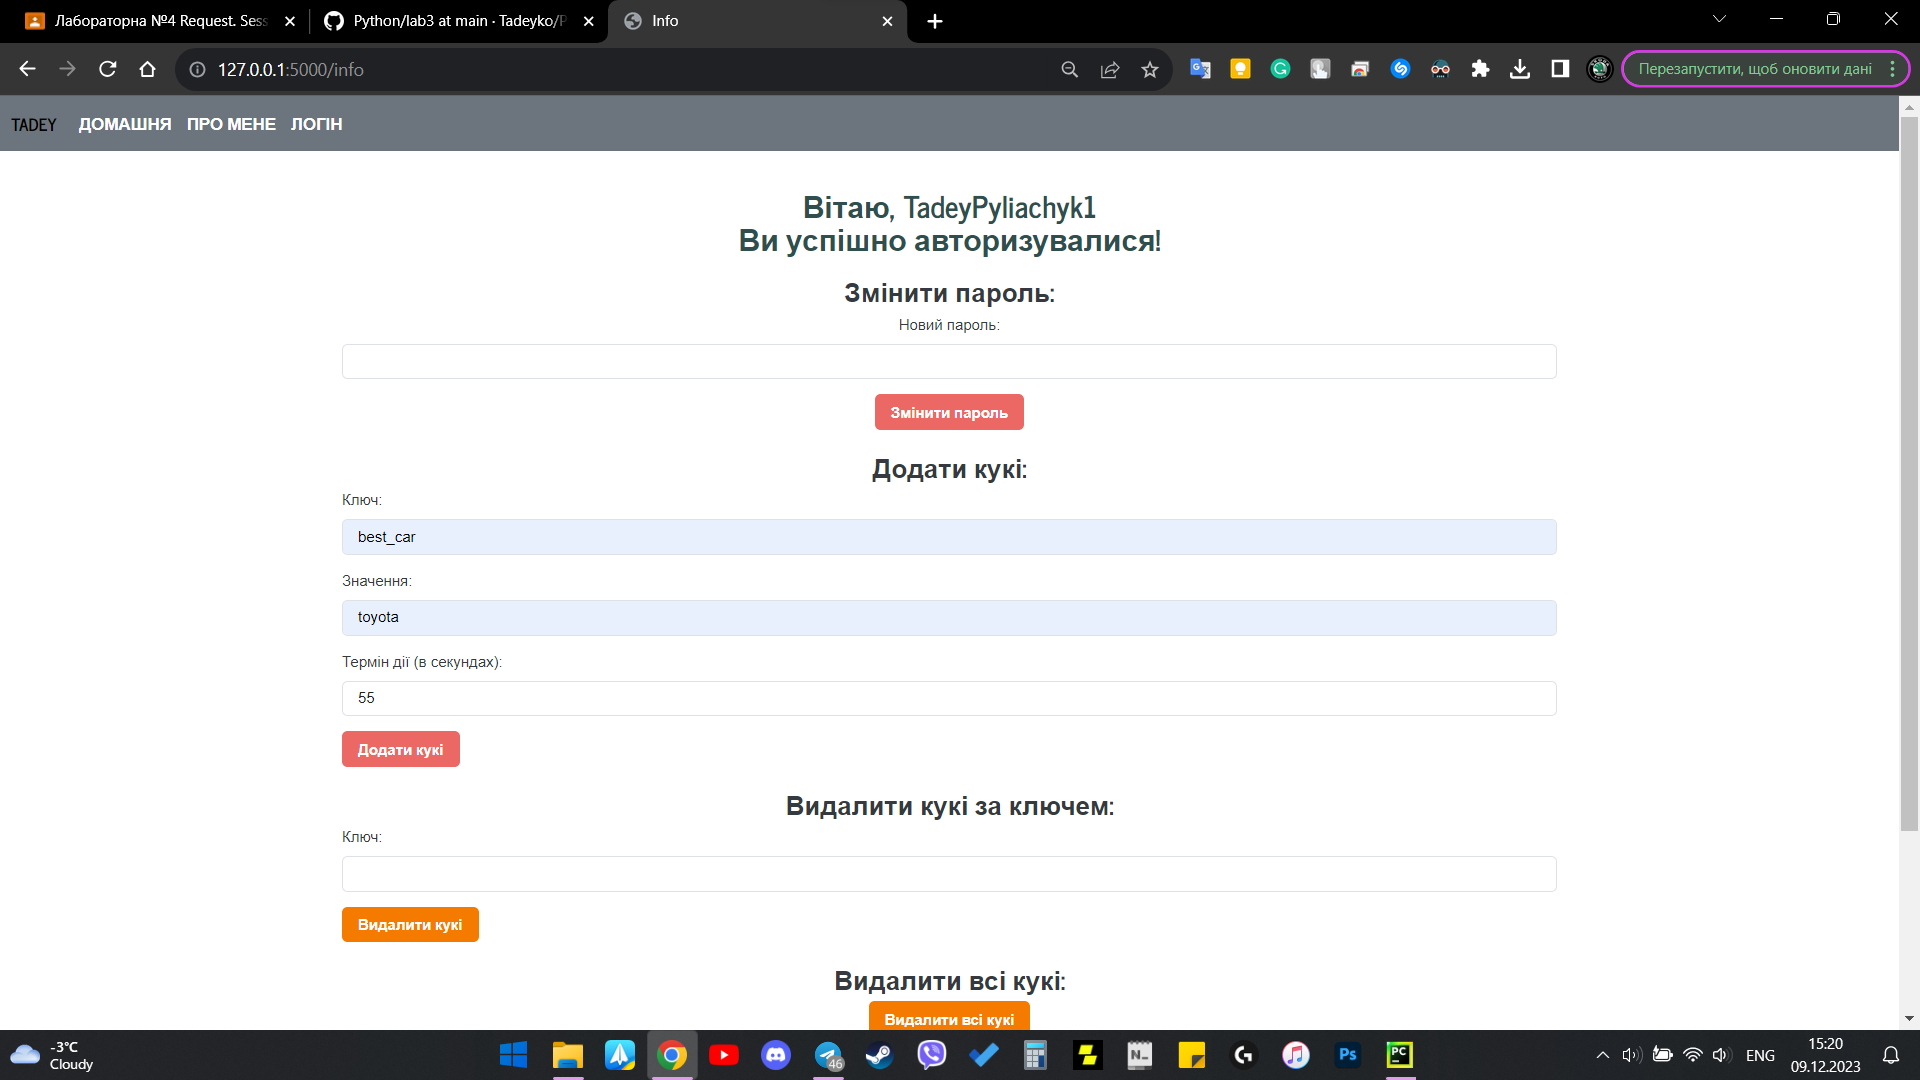 Лабораторна №4 Request. Sess
Python/lab3 at main · Tadeyko/P
Info
127.0.0.1:5000/info
Перезапустити, щоб оновити дані
TADEY ДОМАШНЯ ПРО МЕНЕ ЛОГІН
Вітаю, TadeyPyliachyk1
Ви успішно авторизувалися!
Змінити пароль:
Новий пароль:
Змінити пароль
Додати кукі:
Ключ:
best_car
Значення:
toyota
Термін дії (в секундах):
55
Додати кукі
Видалити кукі за ключем:
Ключ:
Видалити кукі
Видалити всі кукі:
Видалити всі кукі
-3°C
Cloudy
46
N
Ps
PC
ENG
15:20
09.12.2023